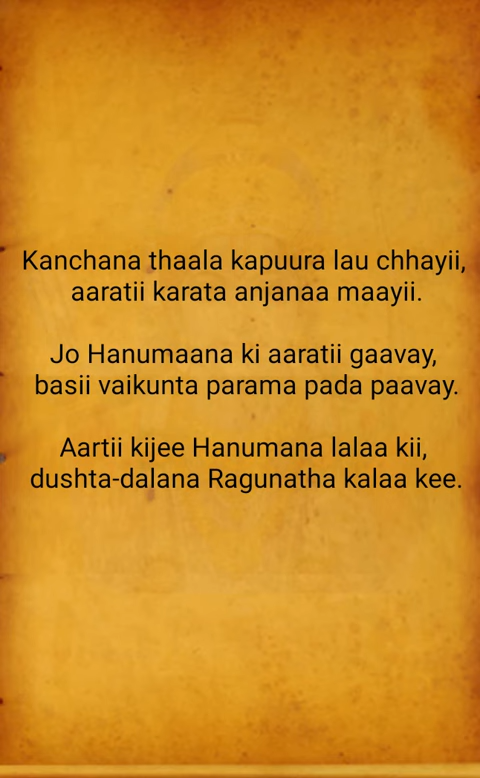 Kanchana thaala kapuura lau chhayii,
aaratii karata anjanaa maayii.
Jo Hanumaana ki aaratii gaavay,
basii vaikunta parama pada paavay.
Aartii kijee Hanumana lalaa kii,
dushta-dalana Ragunatha kalaa kee.